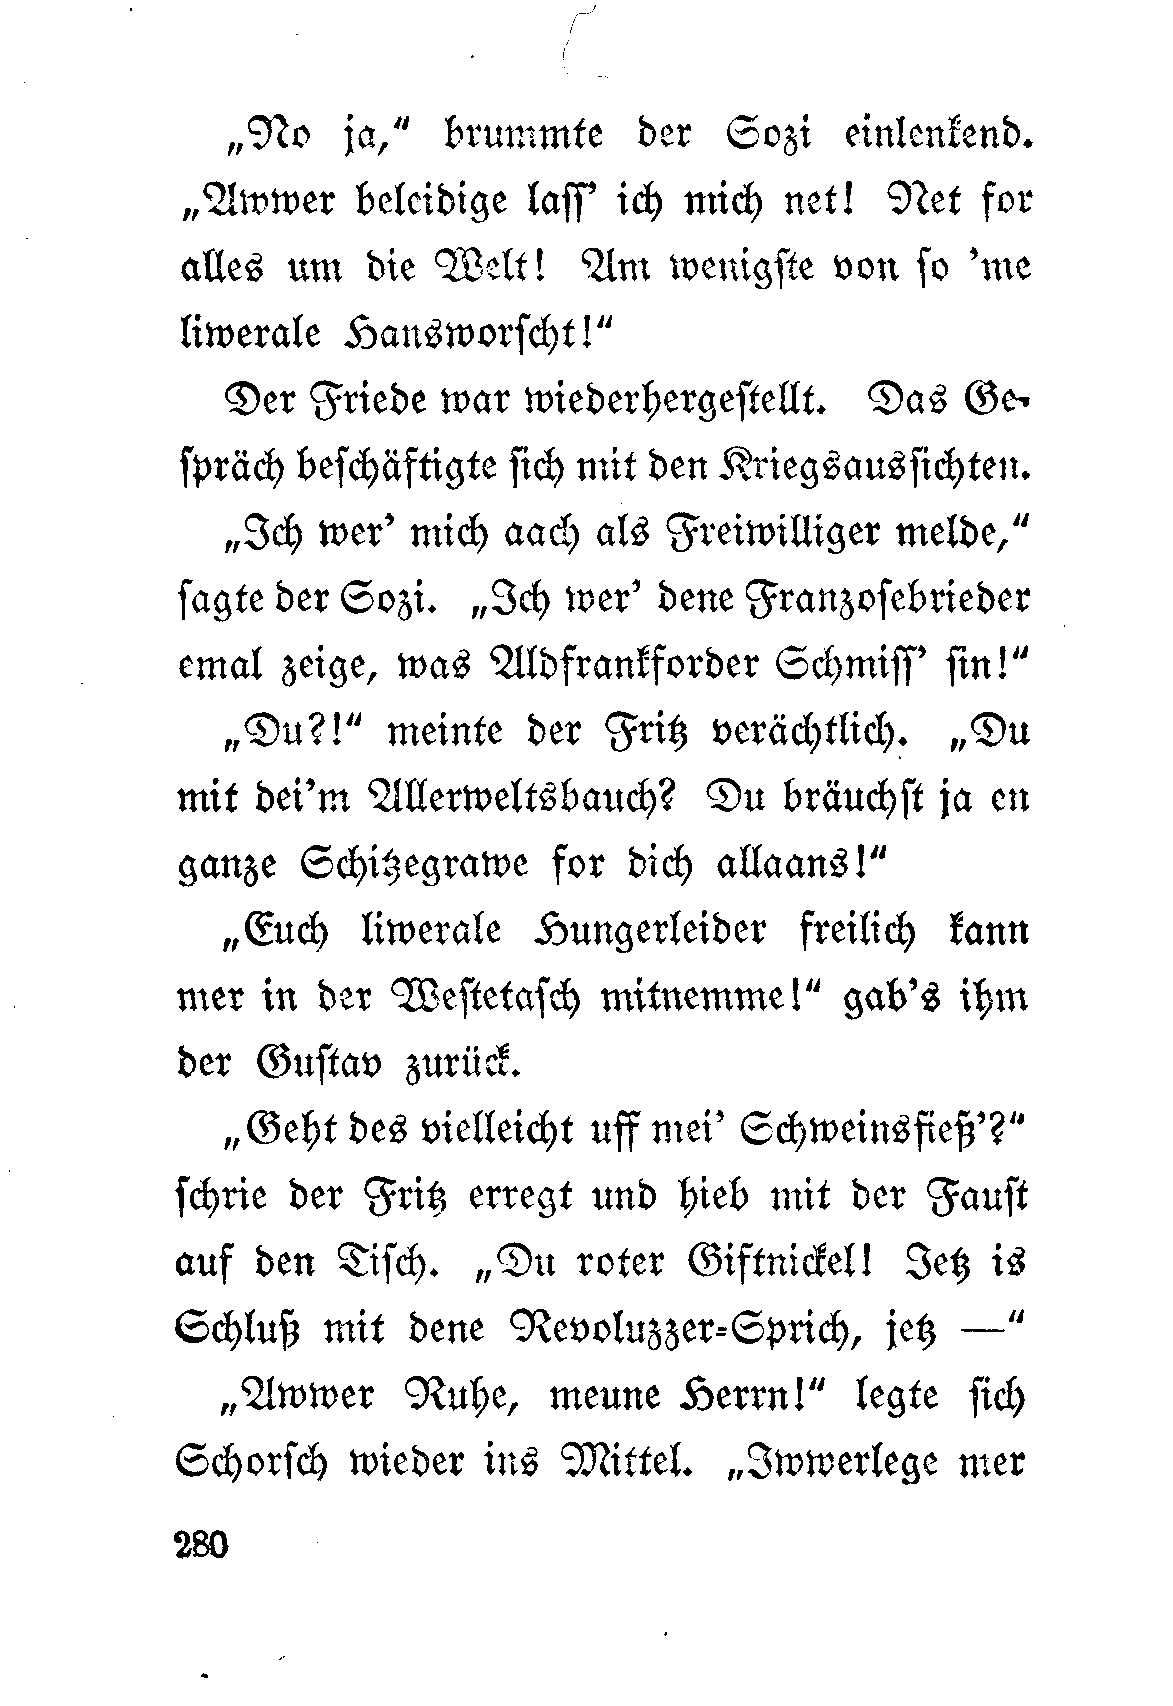 „No ja,“ brummte der Sozi einlenkend.
„Awwer beleidige lass’ ich mich net! Net for
alles um die Welt! Am wenigste von so ’me
liwerale Hansworscht!“
Der Friede war wiederhergestellt. Das Ge-
spräch beschäftigte sich mit den Kriegsaussichten.
„Ich wer’ mich aach als Freiwilliger melde,“
sagte der Sozi. „Ich wer’ dene Franzosebrieder
emal zeige, was Aldfrankforder Schmiss’ sin!“
„Du?!“ meinte der Fritz verächtlich. „Du
mit dei’m Allerweltsbauch? Du bräuchst ja en
ganze Schitzegrawe for dich allaans!“
„Euch liwerale Hungerleider freilich kann
mer in der Westetasch mitnemme!“ gab’s ihm
der Gustav zurück.
„Geht des vielleicht uff mei’ Schweinsfieß’?“
schrie der Fritz erregt und hieb mit der Faust
auf den Tisch. „Du roter Giftnickel! Jetz is
Schluß mit dene Revoluzzer-Sprich, jetz —“
„Awwer Ruhe, meune Herrn!“ legte sich
Schorsch wieder ins Mittel. „Iwwerlege mer
280